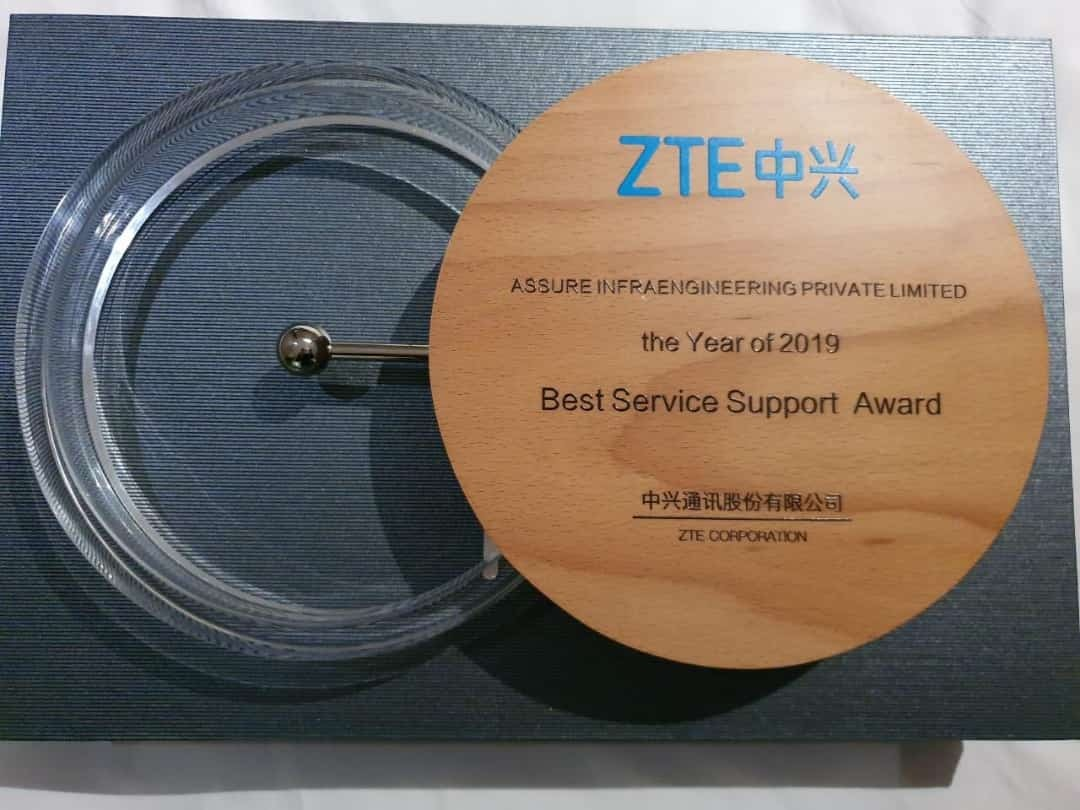 ZTE中兴
ASSURE INFRAENGINEERING PRIVATE LIMITED
the Year of 2019
Best Service Support Award
中兴通讯股份有限公司
ZTE CORPORATION